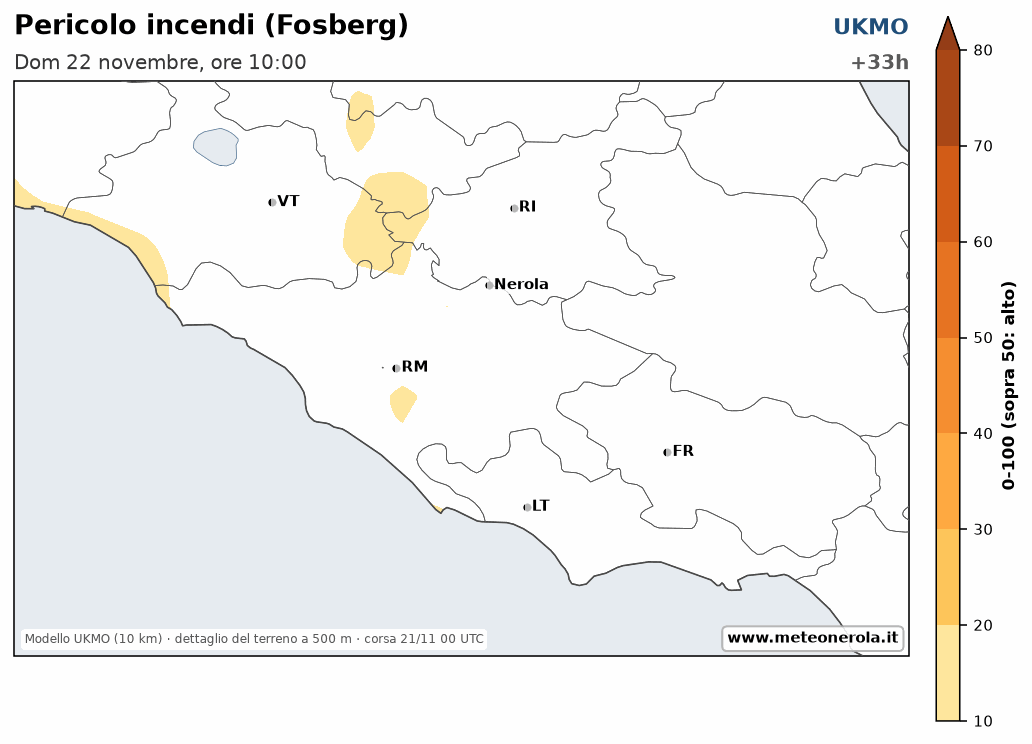 Pericolo incendi (Fosberg)
UKMO
Dom 22 novembre, ore 10:00
+33h
80
70
60
50
40
30
20
10
0-100 (sopra 50: alto)
VT
RI
Nerola
RM
FR
LT
Modello UKMO (10 km) · dettaglio del terreno a 500 m · corsa 21/11 00 UTC
www.meteonerola.it